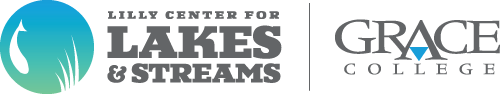 LILLY CENTER FOR
LAKES
& STREAMS
GRACE
COLLEGE